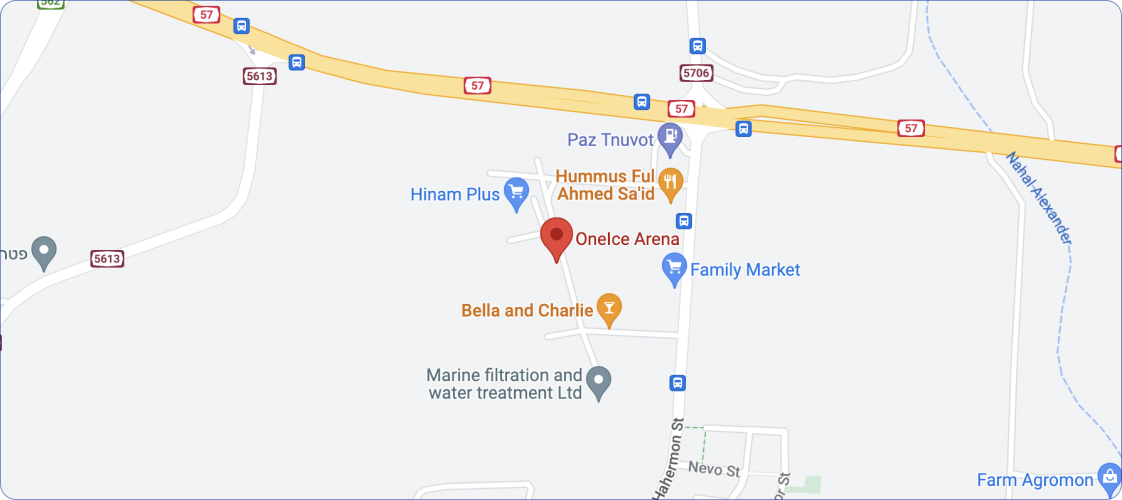 562
57
5613
57
5706
57
57
Paz Tnuvot
Hummus Ful
Ahmed Sa'id
Hinam Plus
OneIce Arena
Nahal Alexander
5613
Family Market
Bella and Charlie
Marine filtration and
water treatment Ltd
Hahermon St
Nevo St
or St
Farm Agromon